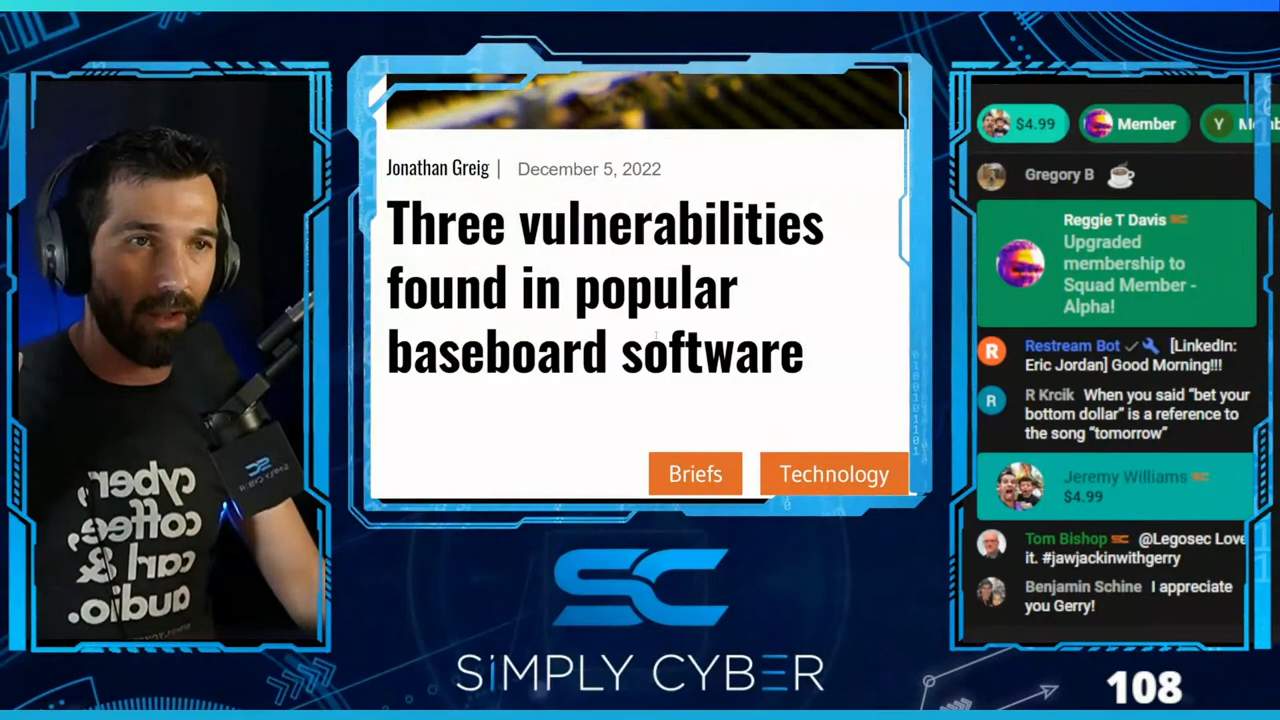 cyber,
coffee,
carl &
audio.
Jonathan Greig | December 5, 2022
Three vulnerabilities
found in popular
baseboard software
Briefs
Technology
SC
SiMPLY CYBER
$4.99
Member
Y
Gregory B
Reggie T Davis
Upgraded
membership to
Squad Member -
Alpha!
R
Restream Bot [LinkedIn:
Eric Jordan] Good Morning!!!
R
R Krcik When you said “bet your
bottom dollar” is a reference to
the song “tomorrow”
Jeremy Williams
$4.99
Tom Bishop @Legosec Love
it. #jawjackinwithgerry
Benjamin Schine I appreciate
you Gerry!
108